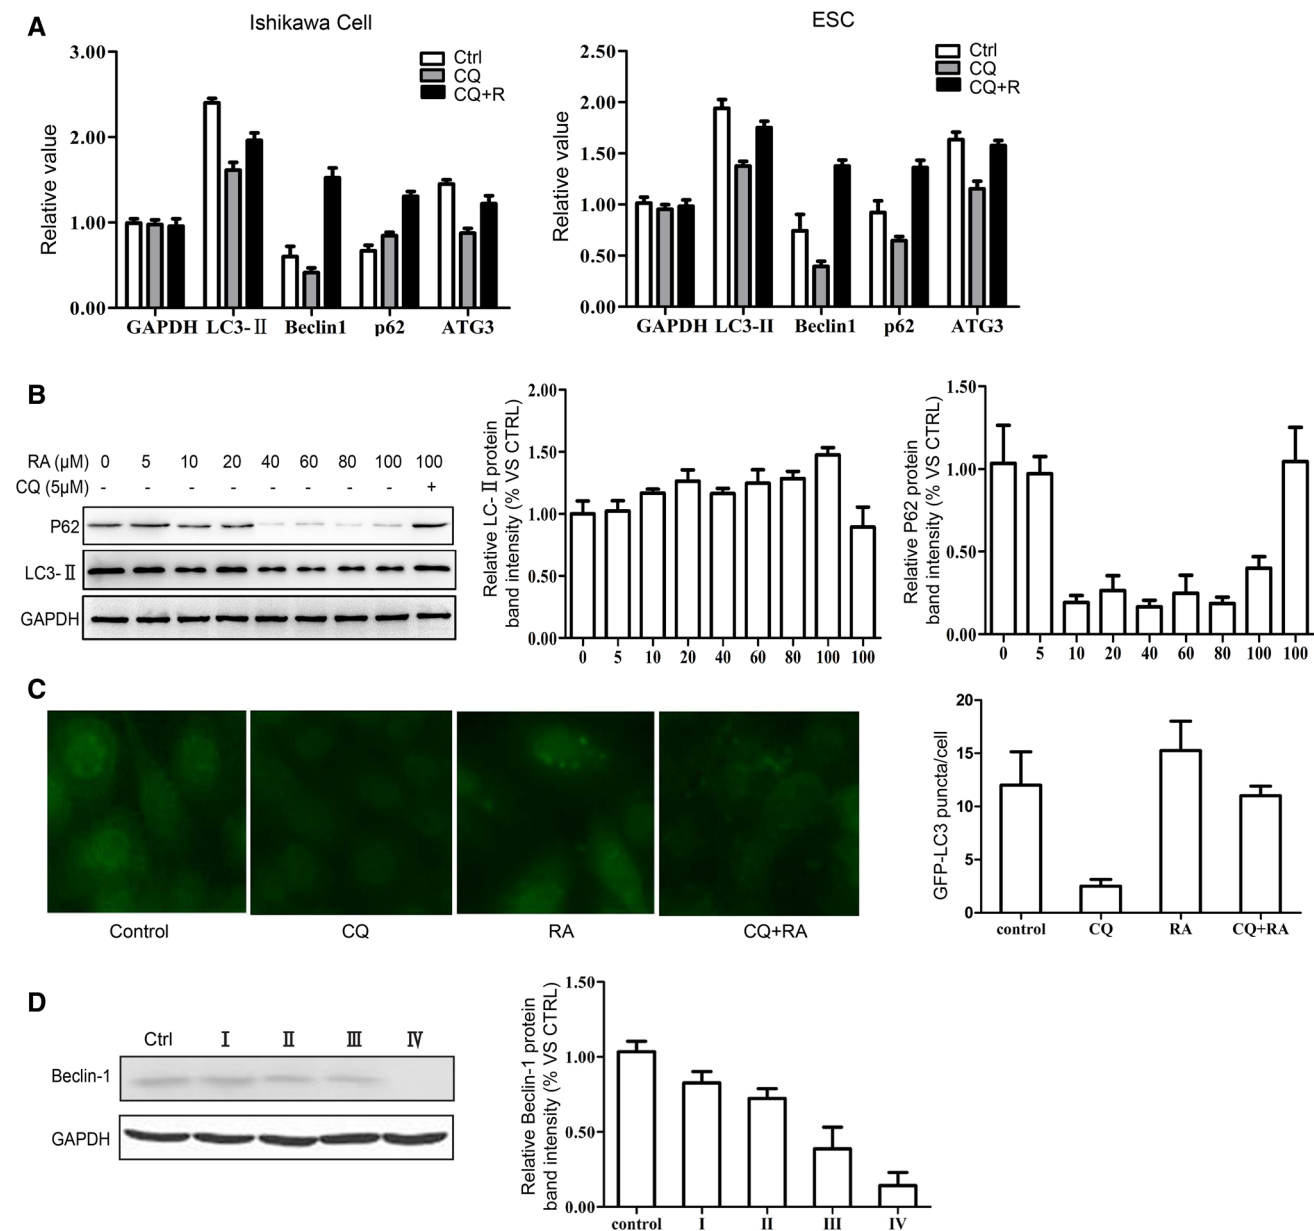 A
Ishikawa Cell
Relative value
3.00
2.00
1.00
0.00
Ctrl
CQ
CQ+R
GAPDH LC3-Ⅱ Beclin1 p62 ATG3
ESC
Relative value
2.50
2.00
1.50
1.00
0.50
0.00
Ctrl
CQ
CQ+R
GAPDH LC3-II Beclin1 p62 ATG3
B
RA (µM) 0 5 10 20 40 60 80 100 100
CQ (5µM) - - - - - - - - +
P62
LC3-Ⅱ
GAPDH
Relative LC-Ⅱ protein
band intensity (% VS CTRL)
2.00
1.50
1.00
0.50
0.00
0 5 10 20 40 60 80 100 100
Relative P62 protein
band intensity (% VS CTRL)
1.50
1.00
0.50
0.00
0 5 10 20 40 60 80 100 100
C
Control CQ RA CQ+RA
GFP-LC3 puncta/cell
20
15
10
5
0
control CQ RA CQ+RA
D
Ctrl Ⅰ Ⅱ Ⅲ Ⅳ
Beclin-1
GAPDH
Relative Beclin-1 protein
band intensity (% VS CTRL)
1.50
1.00
0.50
0.00
control I II III IV